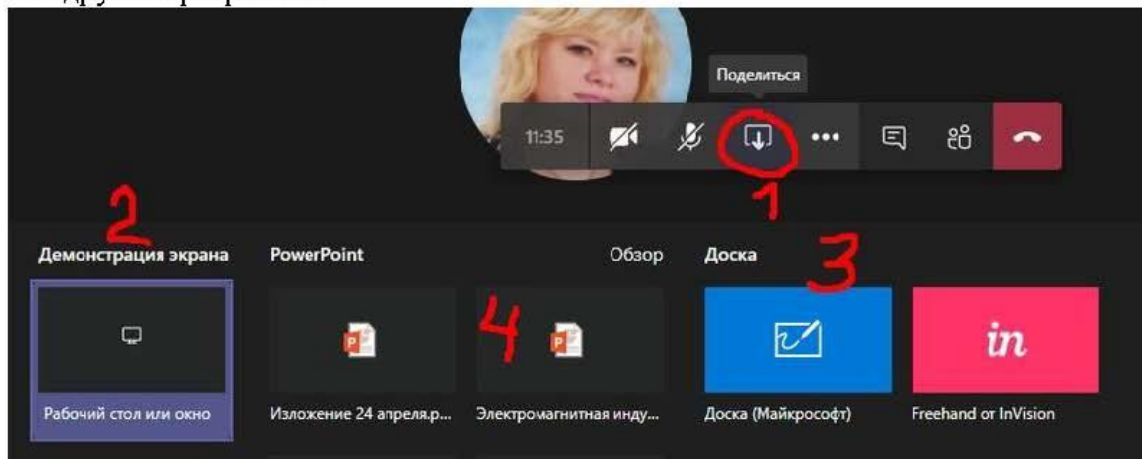 Поделиться
11:35
1
2
3
Демонстрация экрана
PowerPoint
Обзор
Доска
4
in
Рабочий стол или окно
Изложение 24 апреля.p...
Электромагнитная инду...
Доска (Майкрософт)
Freehand от InVision